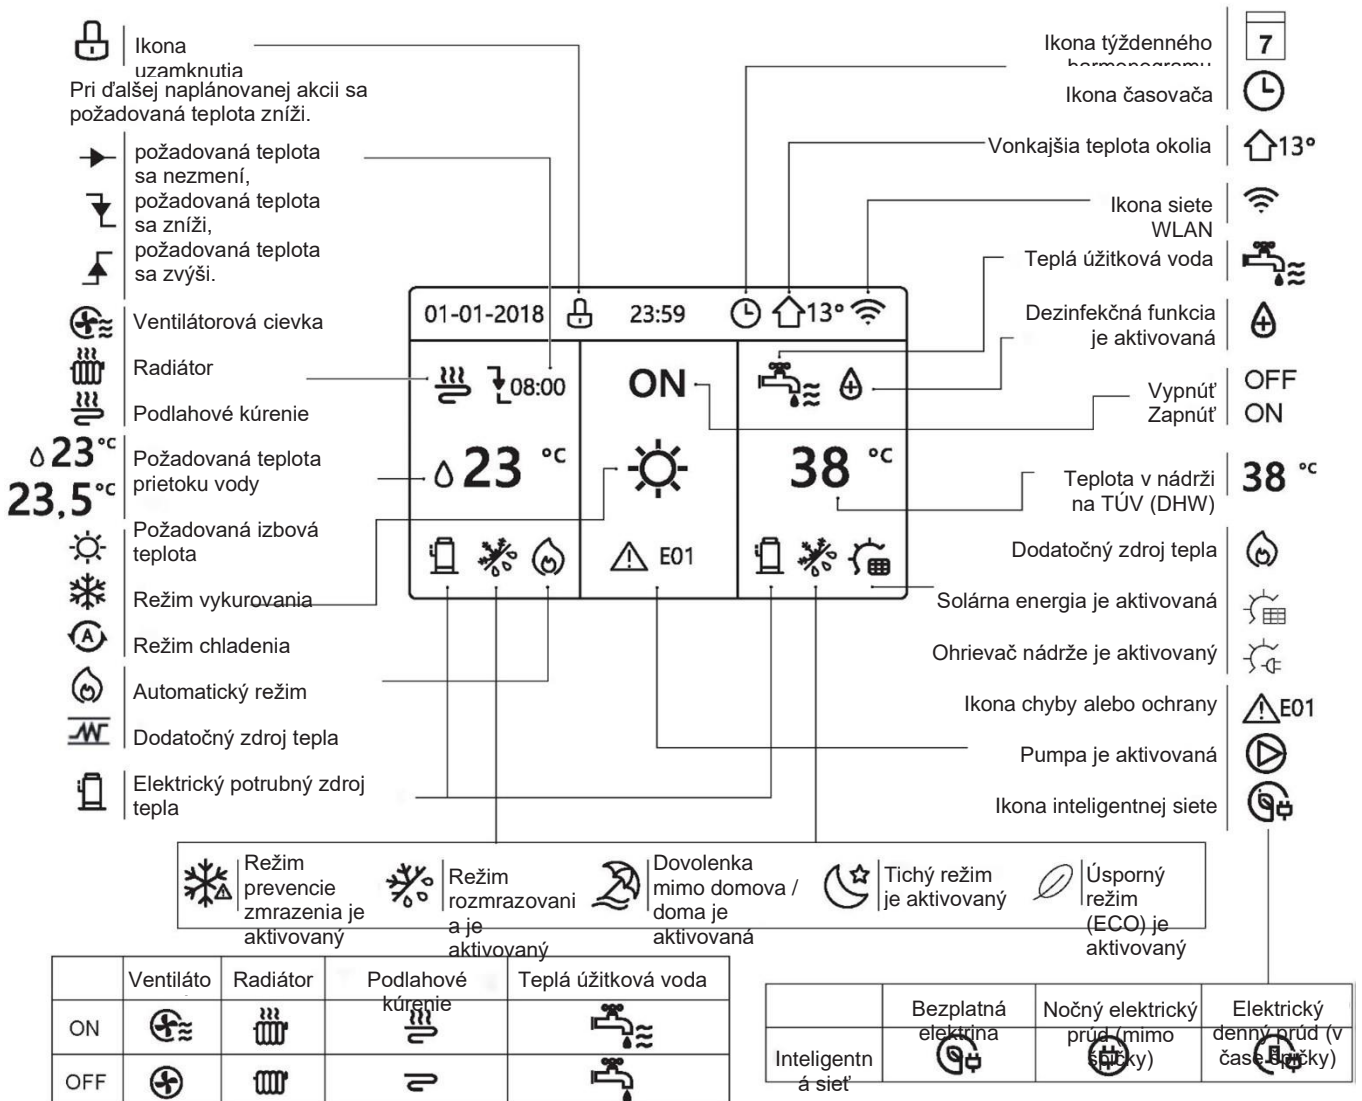 Ikona
uzamknutia
Pri ďalšej naplánovanej akcii sa
požadovaná teplota zníži.
požadovaná teplota
sa nezmení,
požadovaná teplota
sa zníži,
požadovaná teplota
sa zvýši.
Ventilátorová cievka
Radiátor
Podlahové kúrenie
23 °C
23,5 °C
Požadovaná teplota
prietoku vody
Požadovaná izbová
teplota
Režim vykurovania
A
Režim chladenia
Automatický režim
Dodatočný zdroj tepla
Elektrický potrubný zdroj
tepla
01-01-2018
23:59
13°
08:00
ON
23 °C
38 °C
E01
Ikona týždenného
harmonogramu
7
Ikona časovača
Vonkajšia teplota okolia
13°
Ikona siete
WLAN
Teplá úžitková voda
Dezinfekčná funkcia
je aktivovaná
Vypnúť
OFF
Zapnúť
ON
Teplota v nádrži
na TÚV (DHW)
38 °C
Dodatočný zdroj tepla
Solárna energia je aktivovaná
Ohrievač nádrže je aktivovaný
Ikona chyby alebo ochrany
E01
Pumpa je aktivovaná
Ikona inteligentnej siete
Režim
prevencie
zmrazenia je
aktivovaný
Režim
rozmrazovani
a je
aktivovaný
Dovolenka
mimo domova /
doma je
aktivovaná
Tichý režim
je aktivovaný
Úsporný
režim
(ECO) je
aktivovaný
Ventiláto
Radiátor
Podlahové
kúrenie
Teplá úžitková voda
ON
OFF
Bezplatná
elektrina
Nočný elektrický
prúd (mimo
špičky)
Elektrický
denný prúd (v
čase špičky)
Inteligentn
á sieť